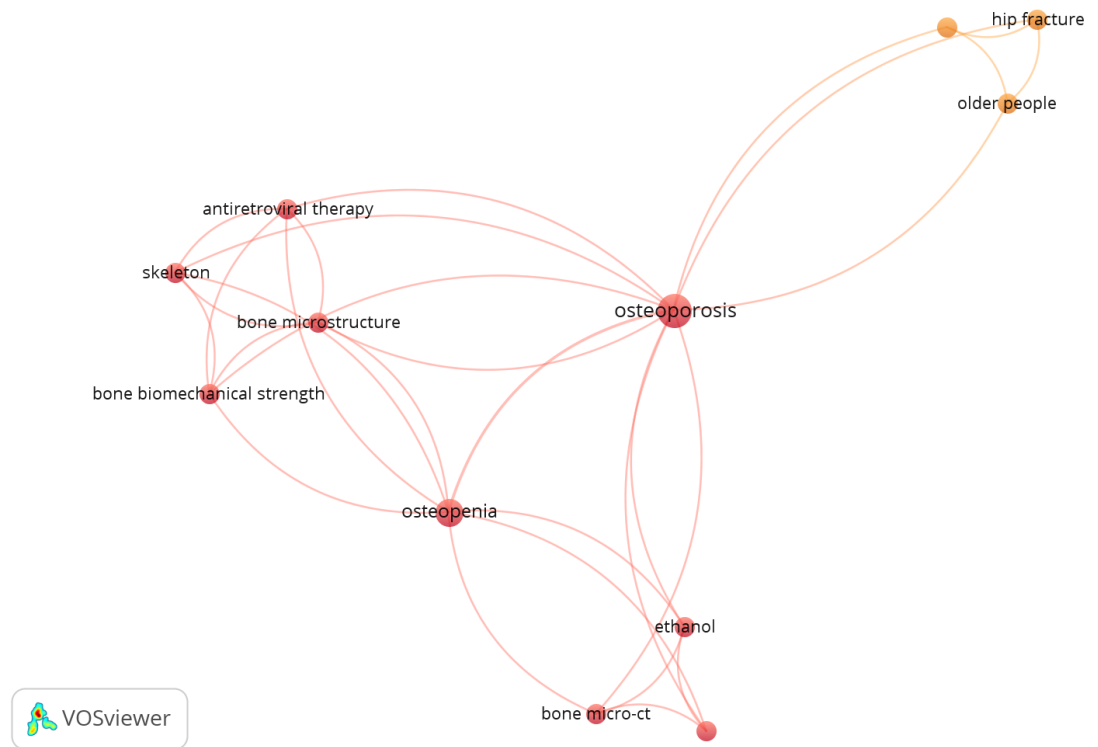 hip fracture
older people
antiretroviral therapy
skeleton
osteoporosis
bone microstructure
bone biomechanical strength
osteopenia
ethanol
bone micro-ct
VOSviewer